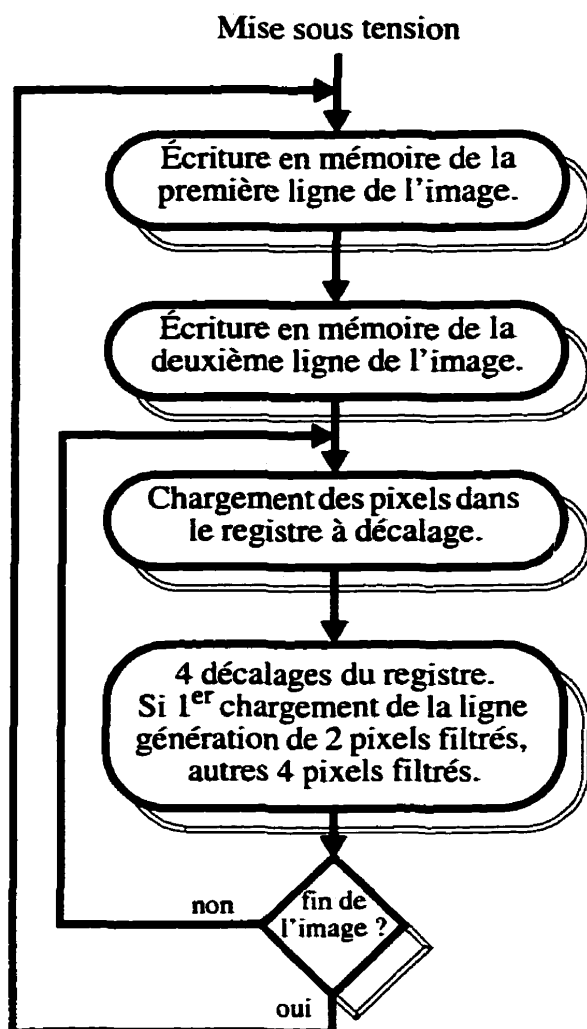 Mise sous tension
Écriture en mémoire de la
première ligne de l'image.
Écriture en mémoire de la
deuxième ligne de l'image.
Chargement des pixels dans
le registre à décalage.
4 décalages du registre.
Si 1er chargement de la ligne
génération de 2 pixels filtrés,
autres 4 pixels filtrés.
non
fin de
l'image ?
oui